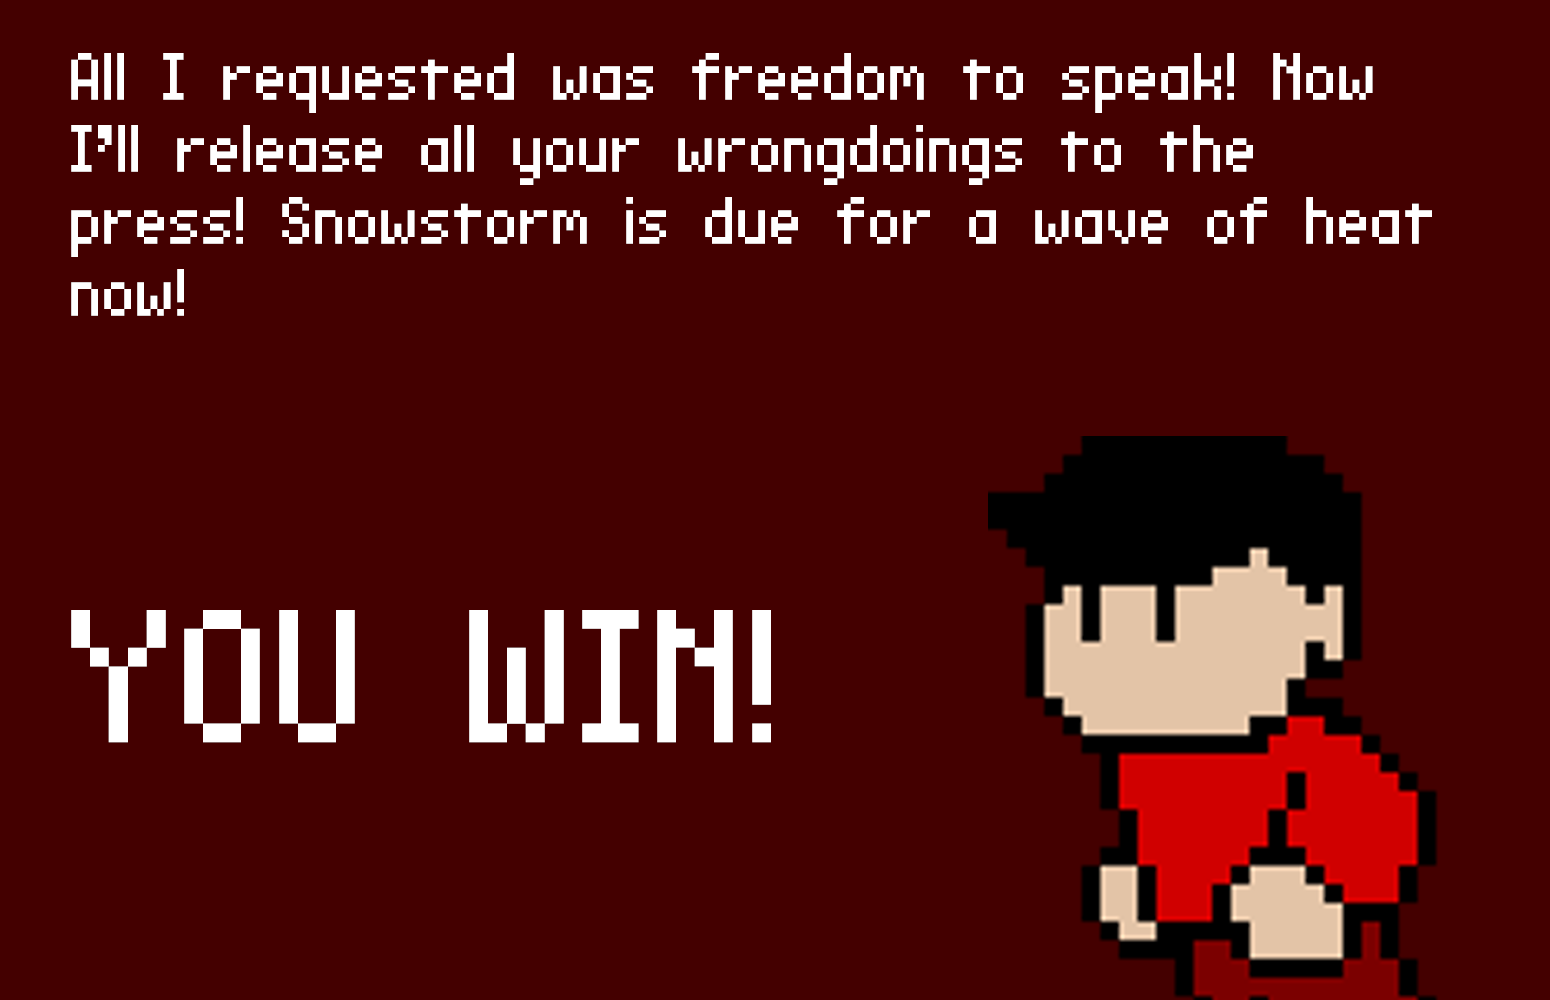 All I requested was freedom to speak! Now
I'll release all your wrongdoings to the
press! Snowstorm is due for a wave of heat
now!
YOU WIN!